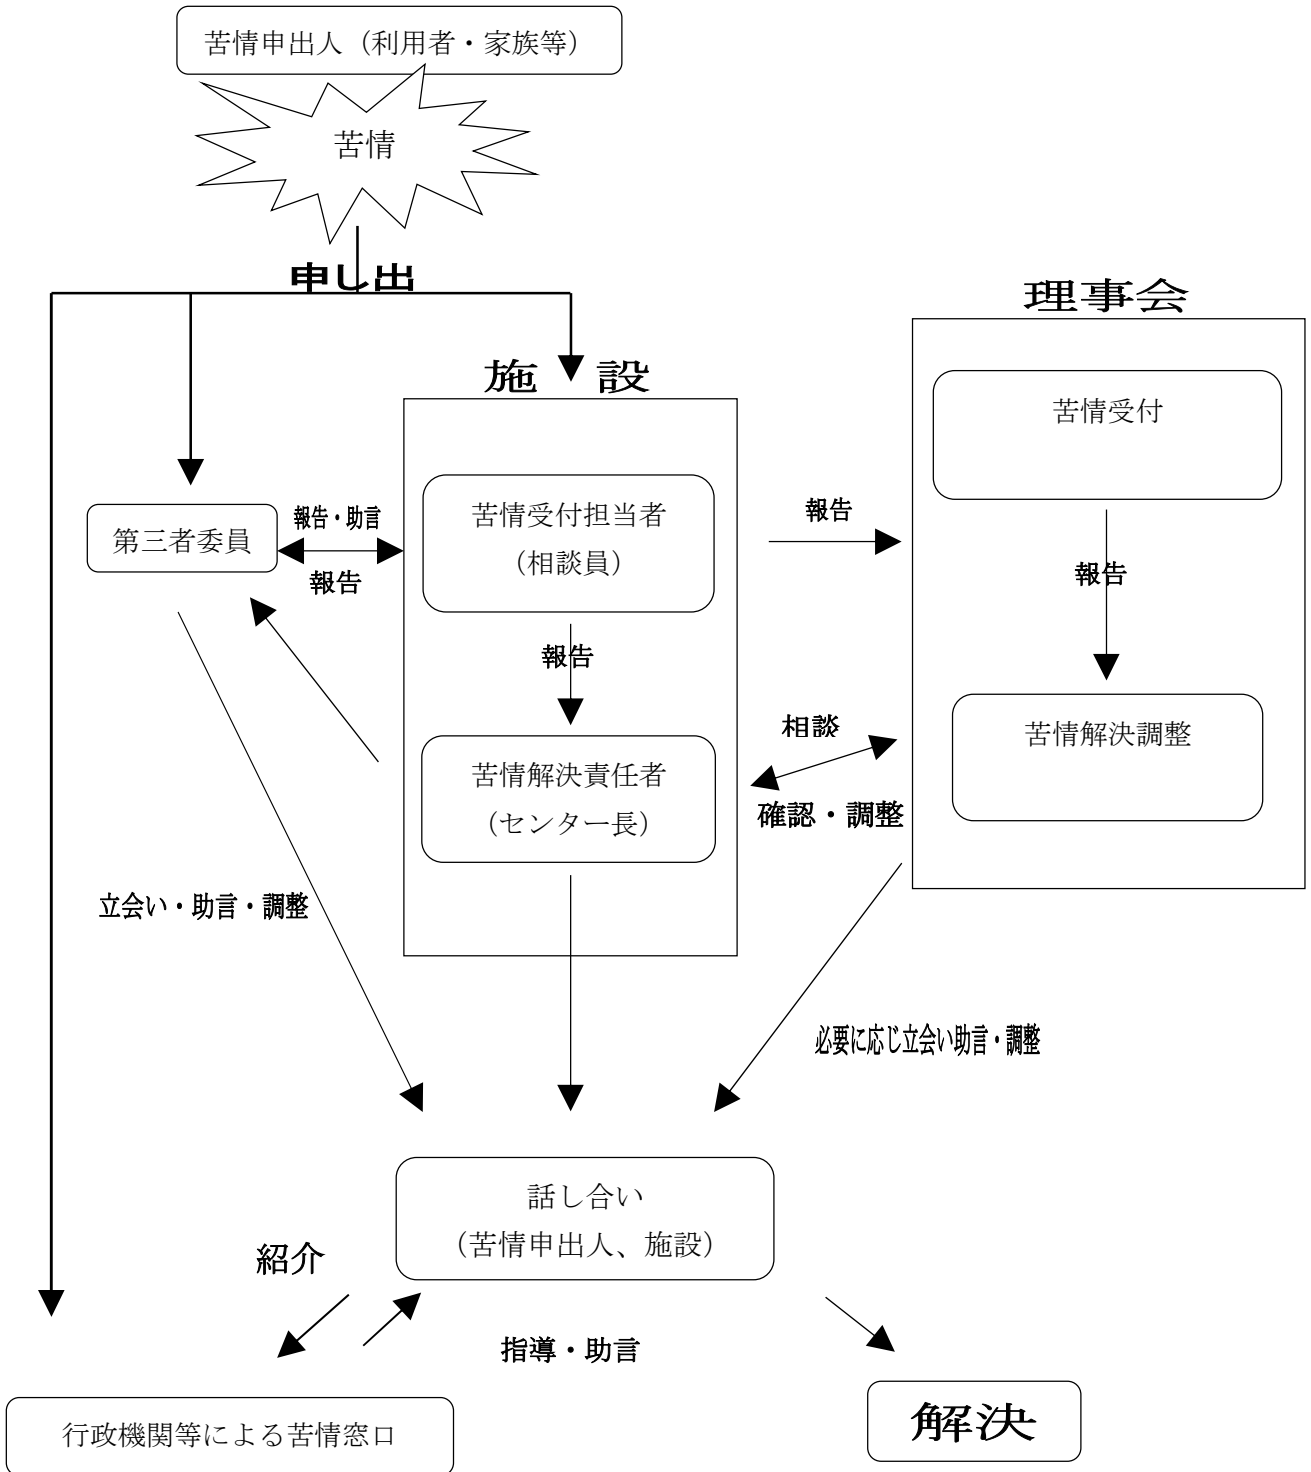 苦情申出人（利用者・家族等）
苦情
申し出
理事会
施　設
苦情受付
苦情受付担当者
（相談員）
報告
第三者委員
報告・助言
報告
報告
報告
苦情解決調整
相談
苦情解決責任者
（センター長）
確認・調整
立会い・助言・調整
必要に応じ立会い助言・調整
話し合い
（苦情申出人、施設）
紹介
指導・助言
解決
行政機関等による苦情窓口